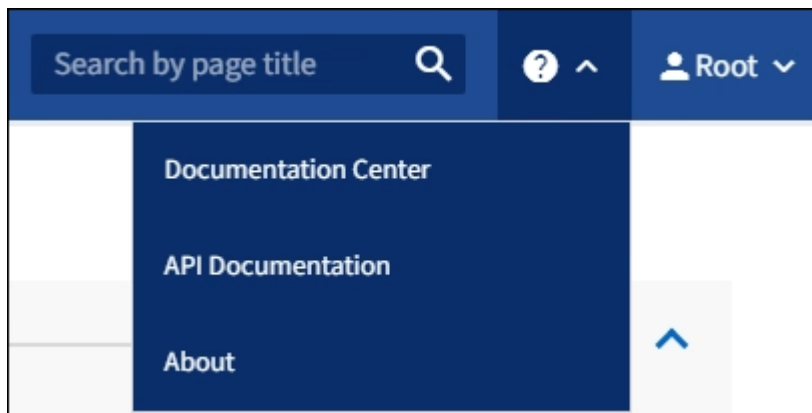 Search by page title
Root
Documentation Center
API Documentation
About